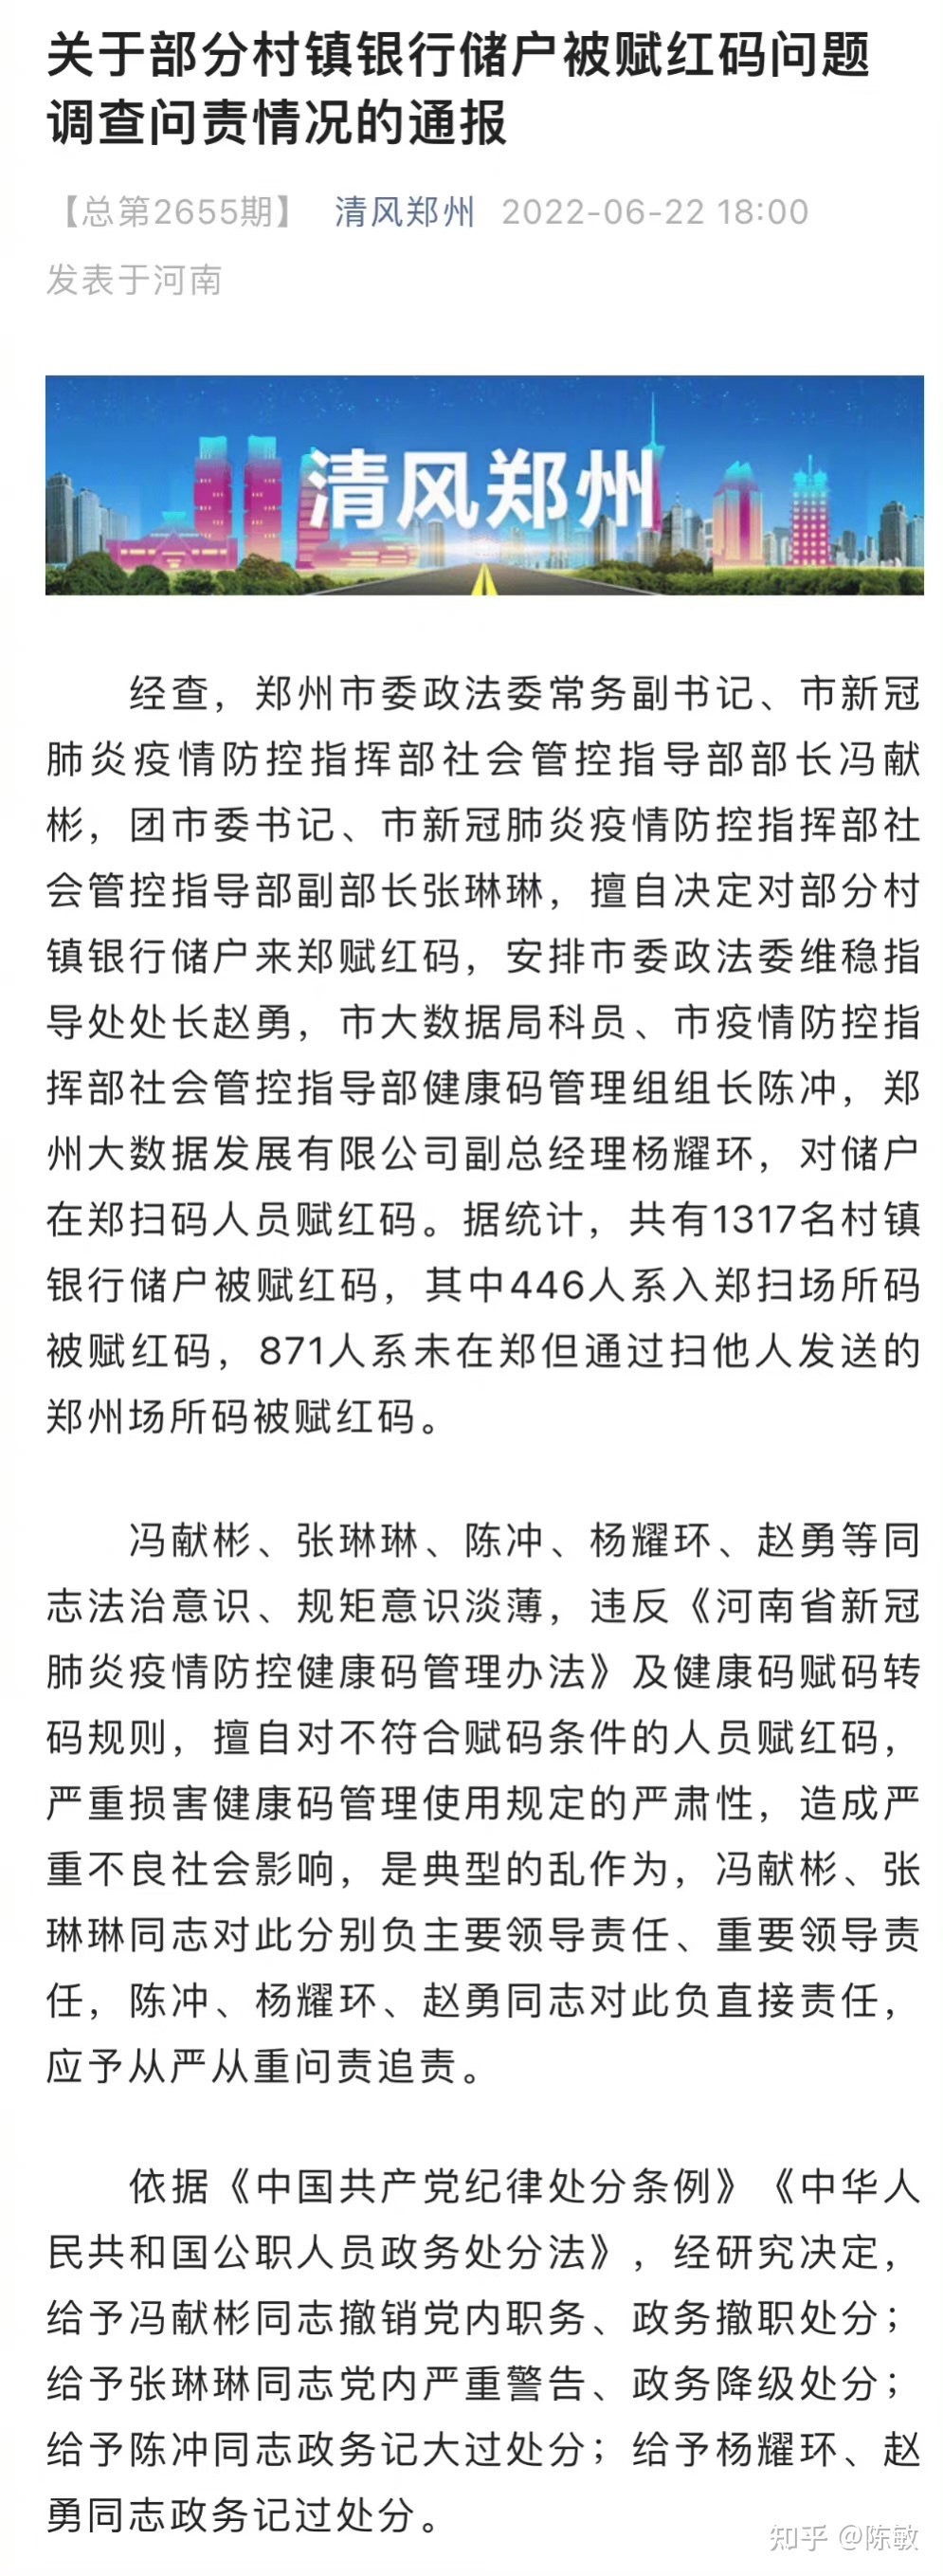 关于部分村镇银行储户被赋红码问题
调查问责情况的通报
【总第2655期】 清风郑州 2022-06-22 18:00
发表于河南
清风郑州
经查，郑州市委政法委常务副书记、市新冠
肺炎疫情防控指挥部社会管控指导部部长冯献
彬，团市委书记、市新冠肺炎疫情防控指挥部社
会管控指导部副部长张琳琳，擅自决定对部分村
镇银行储户来郑赋红码，安排市委政法委维稳指
导处处长赵勇，市大数据局科员、市疫情防控指
挥部社会管控指导部健康码管理组组长陈冲，郑
州大数据发展有限公司副总经理杨耀环，对储户
在郑扫码人员赋红码。据统计，共有1317名村镇
银行储户被赋红码，其中446人系入郑扫场所码
被赋红码，871人系未在郑但通过扫他人发送的
郑州场所码被赋红码。
冯献彬、张琳琳、陈冲、杨耀环、赵勇等同
志法治意识、规矩意识淡薄，违反《河南省新冠
肺炎疫情防控健康码管理办法》及健康码赋码转
码规则，擅自对不符合赋码条件的人员赋红码，
严重损害健康码管理使用规定的严肃性，造成严
重不良社会影响，是典型的乱作为，冯献彬、张
琳琳同志对此分别负主要领导责任、重要领导责
任，陈冲、杨耀环、赵勇同志对此负直接责任，
应予从严从重问责追责。
依据《中国共产党纪律处分条例》《中华人
民共和国公职人员政务处分法》，经研究决定，
给予冯献彬同志撤销党内职务、政务撤职处分；
给予张琳琳同志党内严重警告、政务降级处分；
给予陈冲同志政务记大过处分；给予杨耀环、赵
勇同志政务记过处分。
知乎 @陈敏